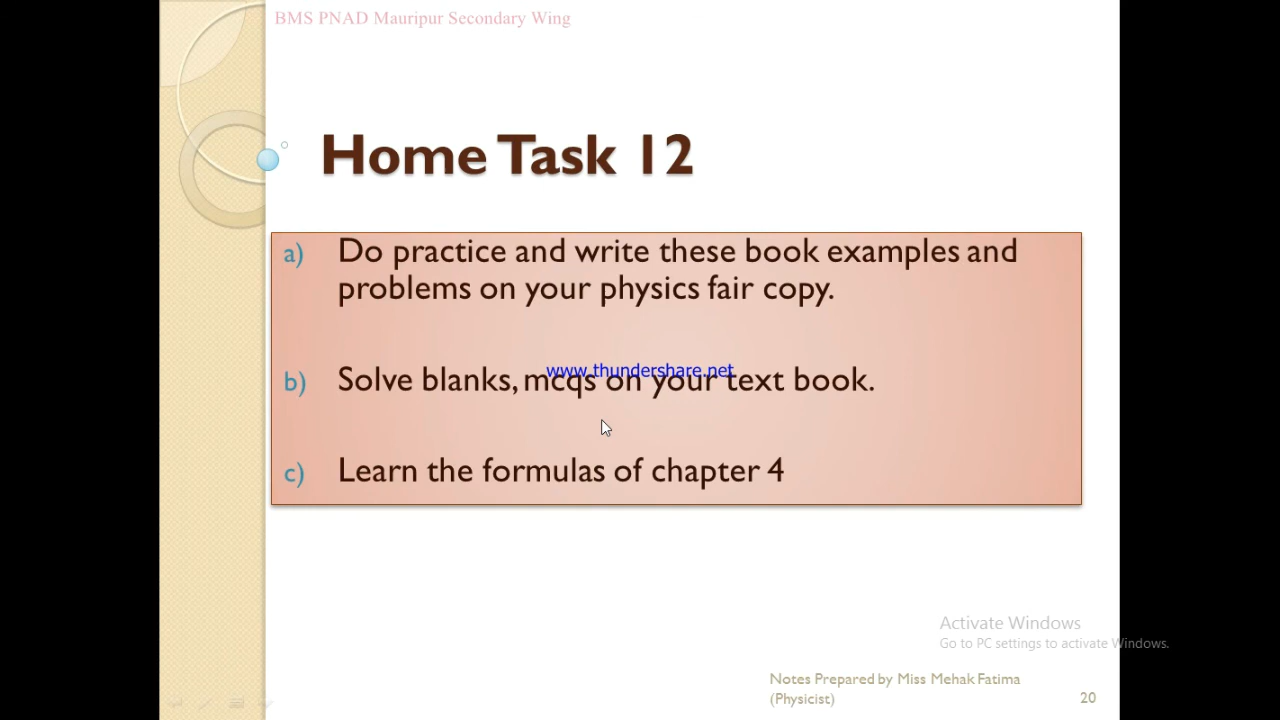 BMS PNAD Mauripur Secondary Wing
Home Task 12
a) Do practice and write these book examples and
problems on your physics fair copy.
www.thundershare.net
b) Solve blanks, mcqs on your text book.
c) Learn the formulas of chapter 4
Activate Windows
Go to PC settings to activate Windows.
Notes Prepared by Miss Mehak Fatima
(Physicist)
20